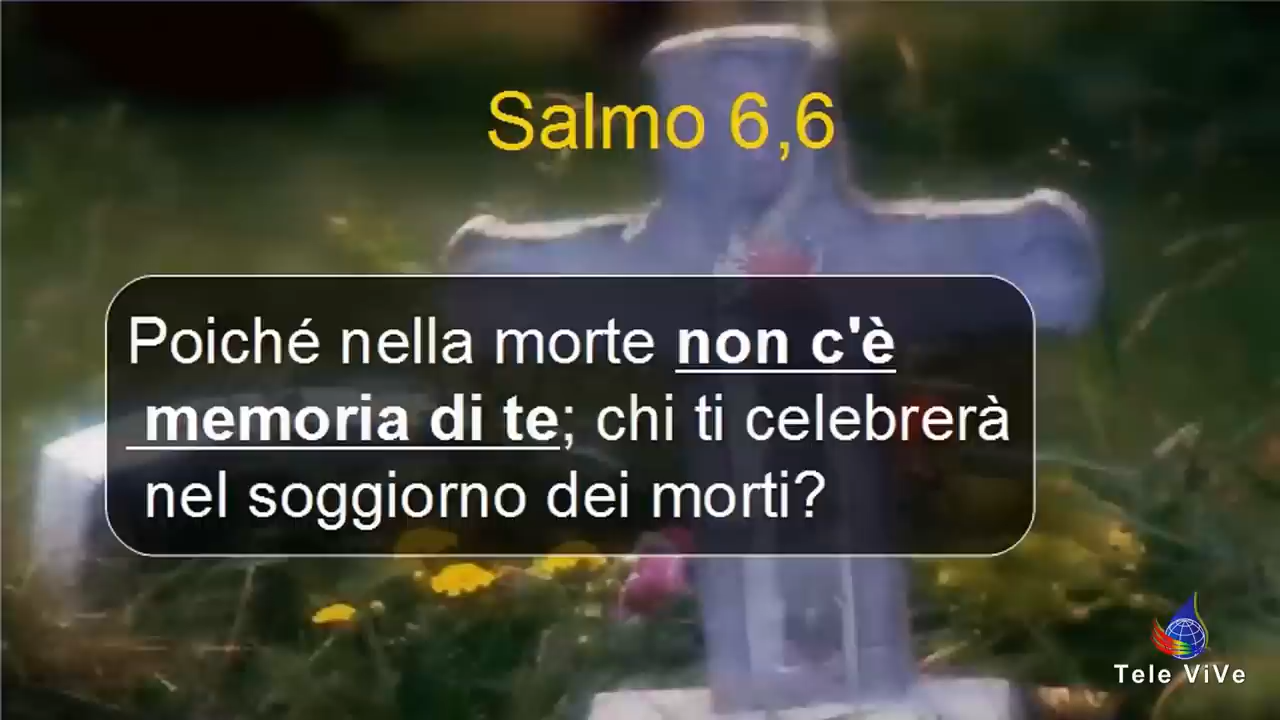 Salmo 6,6
Poiché nella morte non c'è
memoria di te; chi ti celebrerà
nel soggiorno dei morti?
Tele ViVe